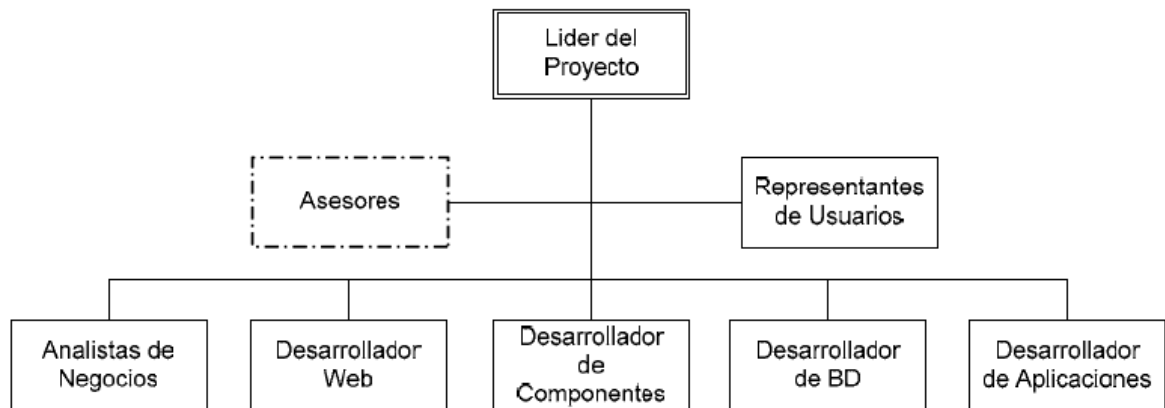 Lider del
Proyecto
Asesores
Representantes
de Usuarios
Analistas de
Negocios
Desarrollador
Web
Desarrollador
de
Componentes
Desarrollador
de BD
Desarrollador
de Aplicaciones